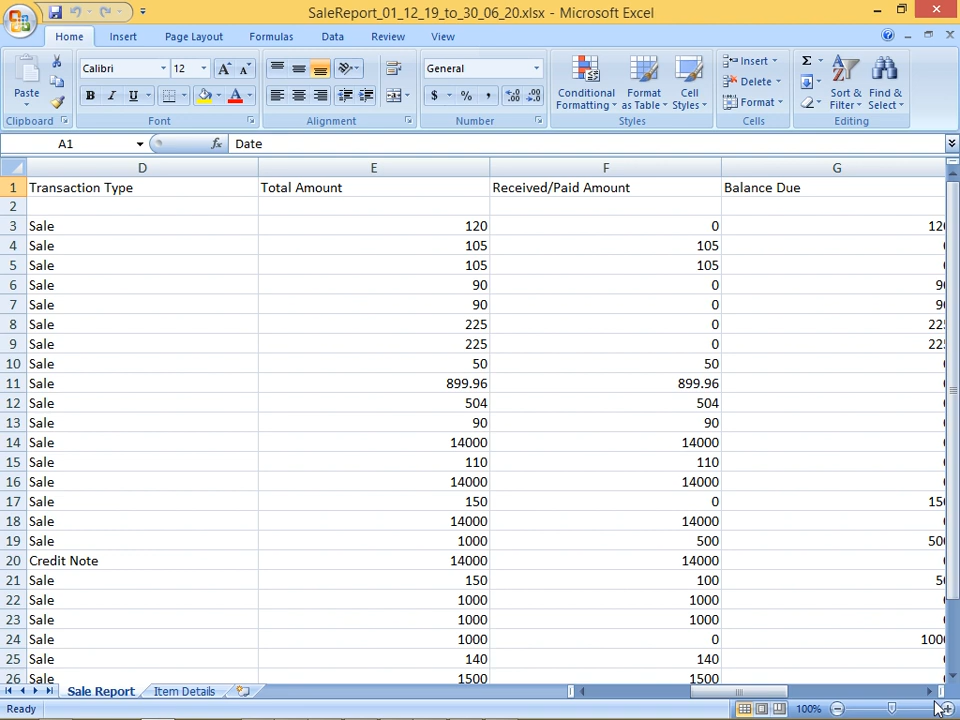 SaleReport_01_12_19_to_30_06_20.xlsx - Microsoft Excel
Home Insert Page Layout Formulas Data Review View
Paste
Calibri 12
B I U A
General
$ % ,
Conditional Formatting
Format as Table
Cell Styles
Insert
Delete
Format
Σ
Sort & Filter
Find & Select
Clipboard Font Alignment Number Styles Cells Editing
A1 fx Date
D E F G
1 Transaction Type Total Amount Received/Paid Amount Balance Due
2
3 Sale 120 0
4 Sale 105 105
5 Sale 105 105
6 Sale 90 0
7 Sale 90 0
8 Sale 225 0
9 Sale 225 0
10 Sale 50 50
11 Sale 899.96 899.96
12 Sale 504 504
13 Sale 90 90
14 Sale 14000 14000
15 Sale 110 110
16 Sale 14000 14000
17 Sale 150 0
18 Sale 14000 14000
19 Sale 1000 500
20 Credit Note 14000 14000
21 Sale 150 100
22 Sale 1000 1000
23 Sale 1000 1000
24 Sale 1000 0
25 Sale 140 140
26 Sale 1500 1500
Sale Report Item Details
Ready 100%